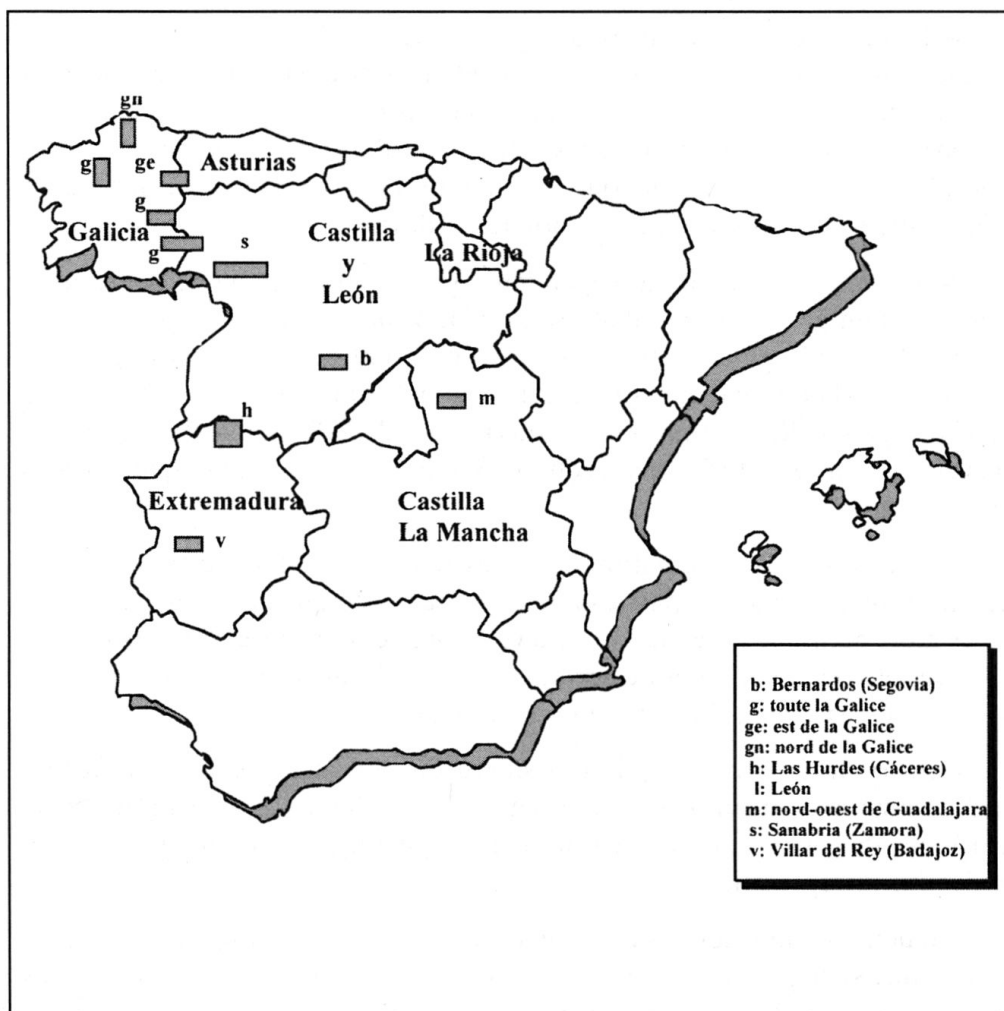 gn
g
ge
Asturias
g
Galicia
g
s
Castilla
y
León
La Rioja
b
m
h
Extremadura
v
Castilla
La Mancha
b: Bernardos (Segovia)
g: toute la Galice
ge: est de la Galice
gn: nord de la Galice
h: Las Hurdes (Cáceres)
l: León
m: nord-ouest de Guadalajara
s: Sanabria (Zamora)
v: Villar del Rey (Badajoz)